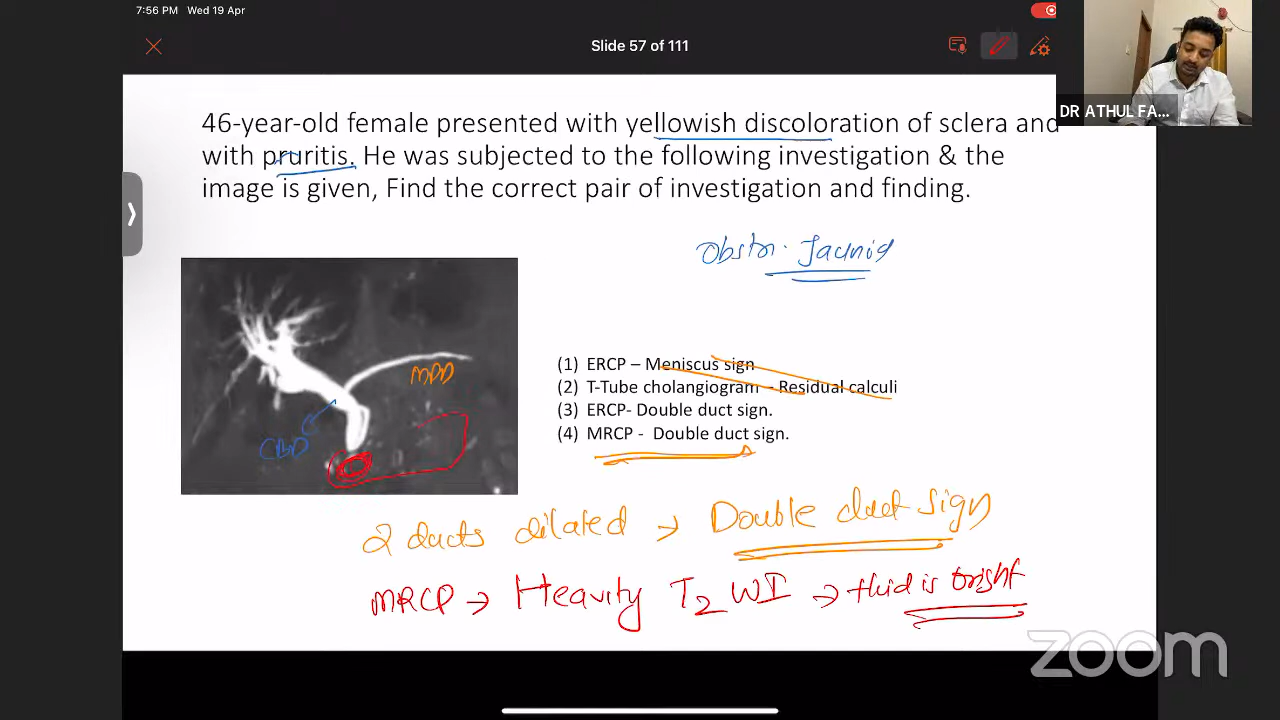 7:56 PM Wed 19 Apr
Slide 57 of 111
DR ATHUL FA...
46-year-old female presented with yellowish discoloration of sclera and
with pruritis. He was subjected to the following investigation & the
image is given, Find the correct pair of investigation and finding.
Obstn. Jaundi
MDD
CBD
(1) ERCP – Meniscus sign
(2) T-Tube cholangiogram – Residual calculi
(3) ERCP- Double duct sign.
(4) MRCP - Double duct sign.
2 ducts dilated → Double duct sign
MRCP → Heavity T2 WI → fluid is bright
zoom